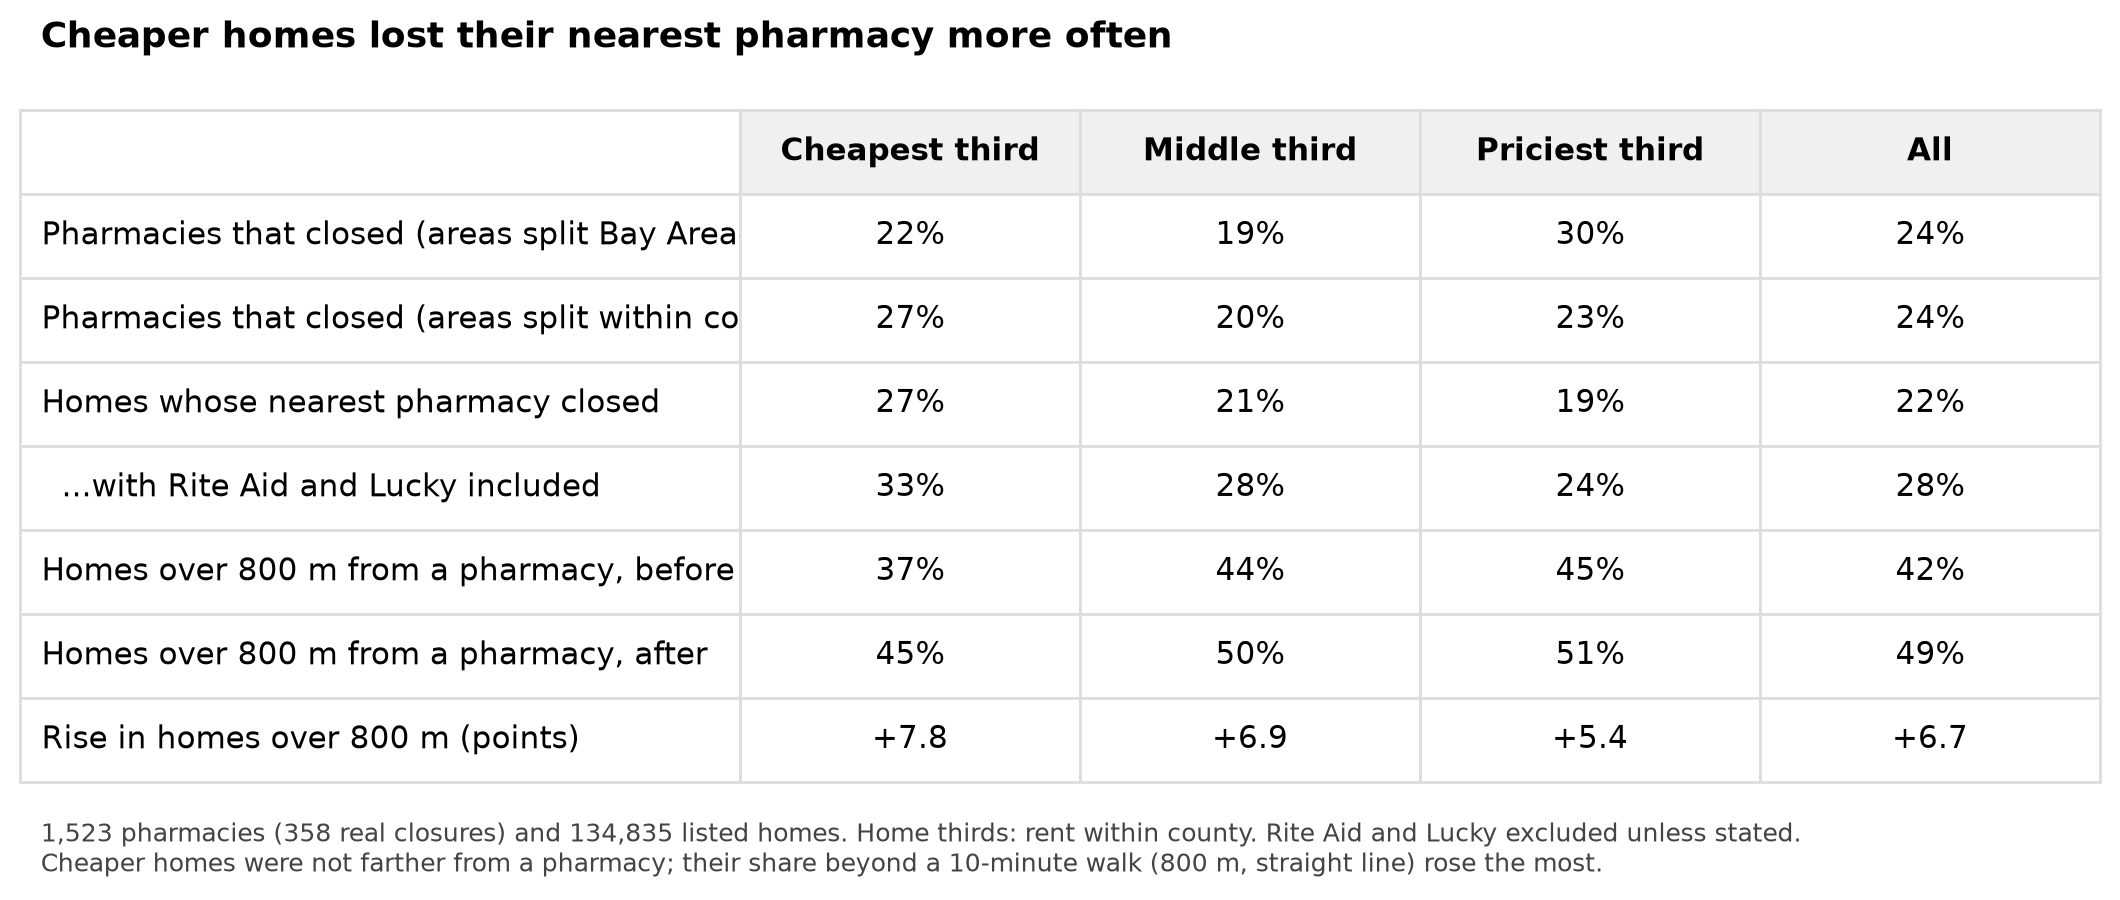 Cheaper homes lost their nearest pharmacy more often
Cheapest third Middle third Priciest third All
Pharmacies that closed (areas split Bay Area 22% 19% 30% 24%
Pharmacies that closed (areas split within co 27% 20% 23% 24%
Homes whose nearest pharmacy closed 27% 21% 19% 22%
...with Rite Aid and Lucky included 33% 28% 24% 28%
Homes over 800 m from a pharmacy, before 37% 44% 45% 42%
Homes over 800 m from a pharmacy, after 45% 50% 51% 49%
Rise in homes over 800 m (points) +7.8 +6.9 +5.4 +6.7
1,523 pharmacies (358 real closures) and 134,835 listed homes. Home thirds: rent within county. Rite Aid and Lucky excluded unless stated.
Cheaper homes were not farther from a pharmacy; their share beyond a 10-minute walk (800 m, straight line) rose the most.